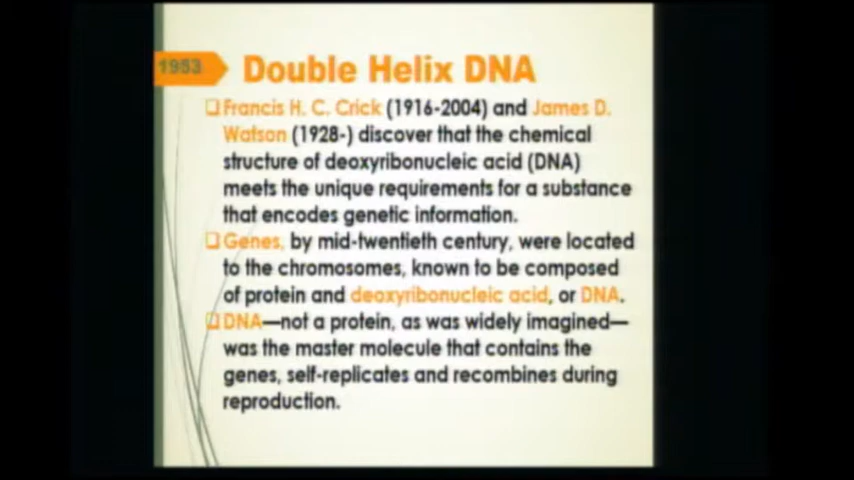 1953
Double Helix DNA
❑Francis H. C. Crick (1916-2004) and James D.
Watson (1928-) discover that the chemical
structure of deoxyribonucleic acid (DNA)
meets the unique requirements for a substance
that encodes genetic information.
❑Genes, by mid-twentieth century, were located
to the chromosomes, known to be composed
of protein and deoxyribonucleic acid, or DNA.
❑DNA—not a protein, as was widely imagined—
was the master molecule that contains the
genes, self-replicates and recombines during
reproduction.